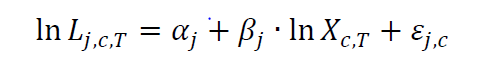 ln L_{j,c,T} = α_j + β_j · ln X_{c,T} + ε_{j,c}